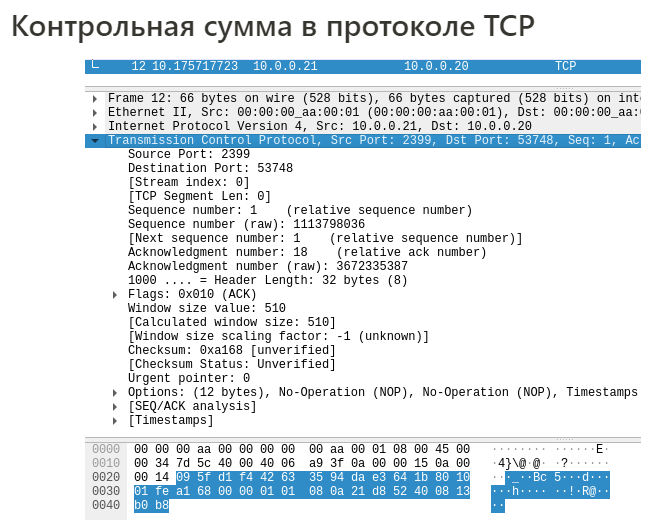 Контрольная сумма в протоколе TCP
12 10.175717723 10.0.0.21 10.0.0.20 TCP
Frame 12: 66 bytes on wire (528 bits), 66 bytes captured (528 bits) on int
Ethernet II, Src: 00:00:00_aa:00:01 (00:00:00:aa:00:01), Dst: 00:00:00_aa:0
Internet Protocol Version 4, Src: 10.0.0.21, Dst: 10.0.0.20
Transmission Control Protocol, Src Port: 2399, Dst Port: 53748, Seq: 1, Ac
Source Port: 2399
Destination Port: 53748
[Stream index: 0]
[TCP Segment Len: 0]
Sequence number: 1 (relative sequence number)
Sequence number (raw): 1113798036
[Next sequence number: 1 (relative sequence number)]
Acknowledgment number: 18 (relative ack number)
Acknowledgment number (raw): 3672335387
1000 .... = Header Length: 32 bytes (8)
Flags: 0x010 (ACK)
Window size value: 510
[Calculated window size: 510]
[Window size scaling factor: -1 (unknown)]
Checksum: 0xa168 [unverified]
[Checksum Status: Unverified]
Urgent pointer: 0
Options: (12 bytes), No-Operation (NOP), No-Operation (NOP), Timestamps
[SEQ/ACK analysis]
[Timestamps]
0000 00 00 00 aa 00 00 00 00 00 aa 00 01 08 00 45 00 ········ ······E·
0010 00 34 7d 5c 40 00 40 06 a9 3f 0a 00 00 15 0a 00 ·4}\@·@· ·?······
0020 00 14 09 5f d1 f4 42 63 35 94 da e3 64 1b 80 10 ···_··Bc 5···d···
0030 01 fe a1 68 00 00 01 01 08 0a 21 d8 52 40 08 13 ···h···· ··!·R@··
0040 b0 b8 ··